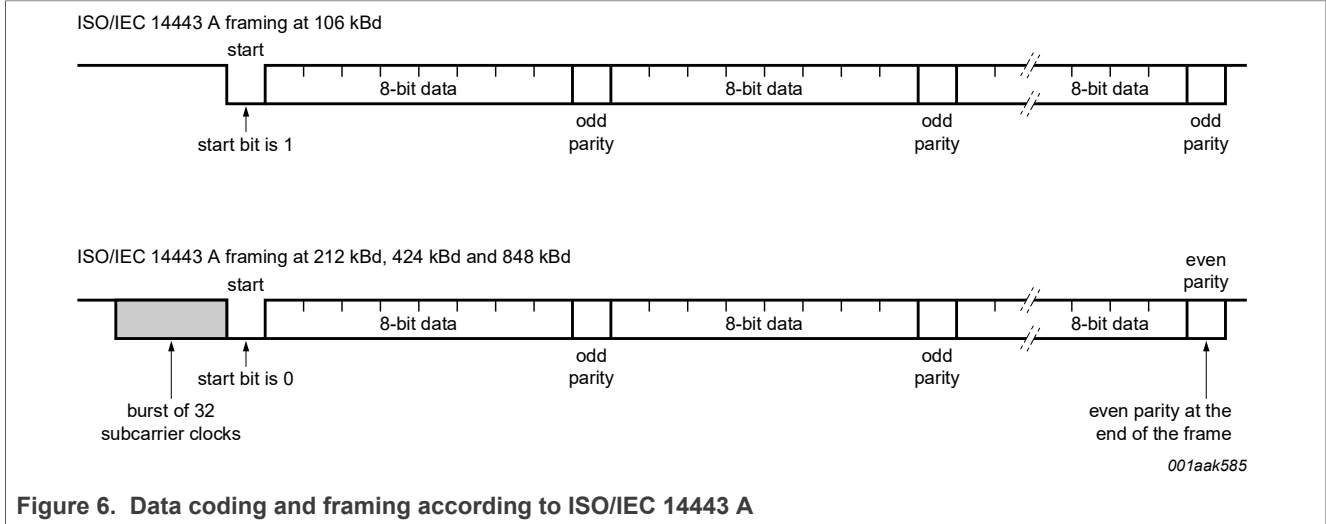 ISO/IEC 14443 A framing at 106 kBd
start
8-bit data
8-bit data
8-bit data
odd
parity
odd
parity
odd
parity
start bit is 1
ISO/IEC 14443 A framing at 212 kBd, 424 kBd and 848 kBd
even
parity
start
8-bit data
8-bit data
8-bit data
odd
parity
odd
parity
start bit is 0
burst of 32
subcarrier clocks
even parity at the
end of the frame
001aak585
Figure 6. Data coding and framing according to ISO/IEC 14443 A